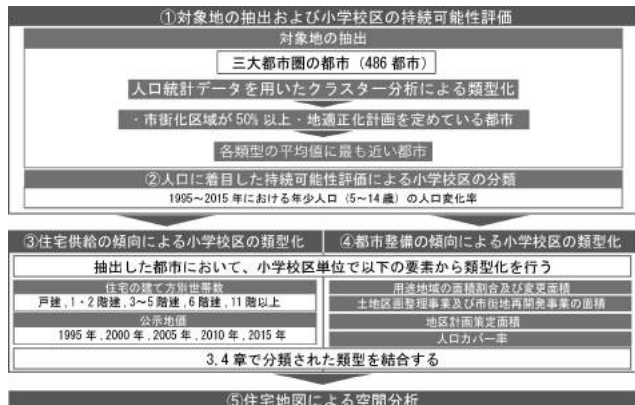 ①対象地の抽出および小学校区の持続可能性評価
対象地の抽出
三大都市圏の都市（486 都市）
人口統計データを用いたクラスター分析による類型化
・市街化区域が50% 以上・地適正化計画を定めている都市
各類型の平均値に最も近い都市
②人口に着目した持続可能性評価による小学校区の分類
1995～2015 年における年少人口（5～14 歳）の人口変化率
③住宅供給の傾向による小学校区の類型化
④都市整備の傾向による小学校区の類型化
抽出した都市において、小学校区単位で以下の要素から類型化を行う
住宅の建て方別世帯数
戸建 , 1・2 階建 , 3～5 階建 , 6 階建 , 11 階以上
公示地価
1995 年 , 2000 年 , 2005 年 , 2010 年 , 2015 年
用途地域の面積割合及び変更面積
土地区画整理事業及び市街地再開発事業の面積
地区計画策定面積
人口カバー率
3, 4 章で分類された類型を結合する
⑤住宅地図による空間分析